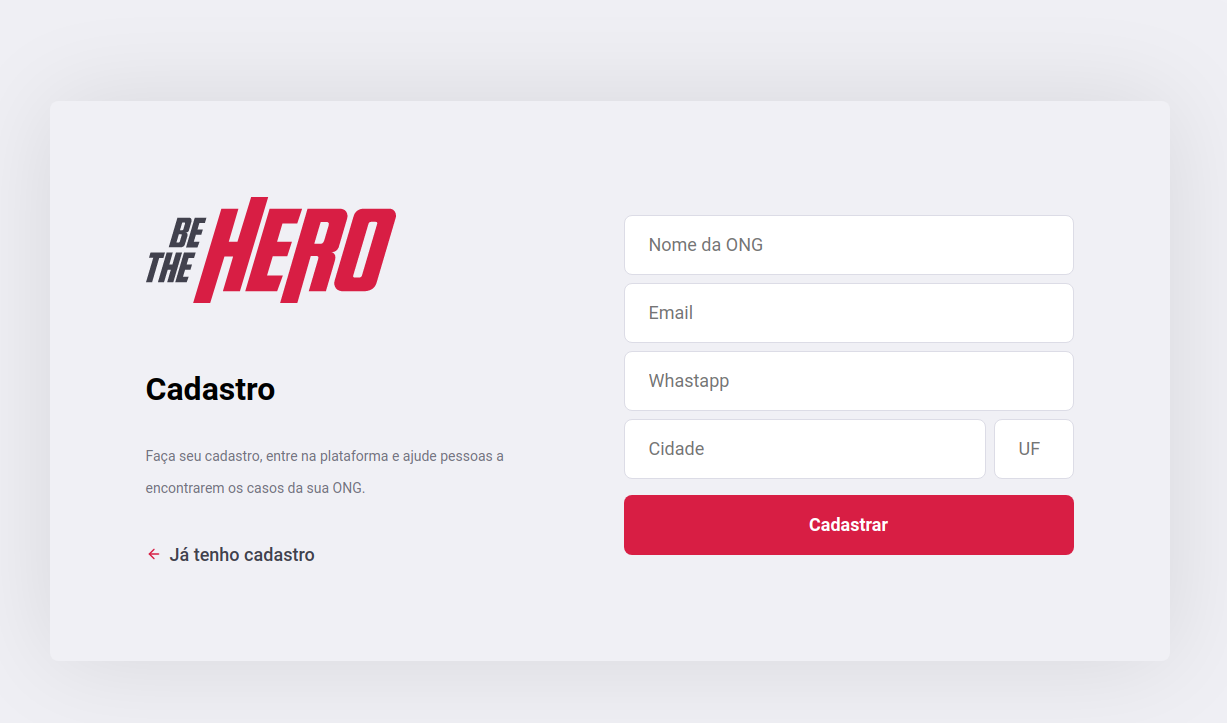 BE
THE
HERO
Cadastro
Faça seu cadastro, entre na plataforma e ajude pessoas a
encontrarem os casos da sua ONG.
Já tenho cadastro
Nome da ONG
Email
Whastapp
Cidade
UF
Cadastrar